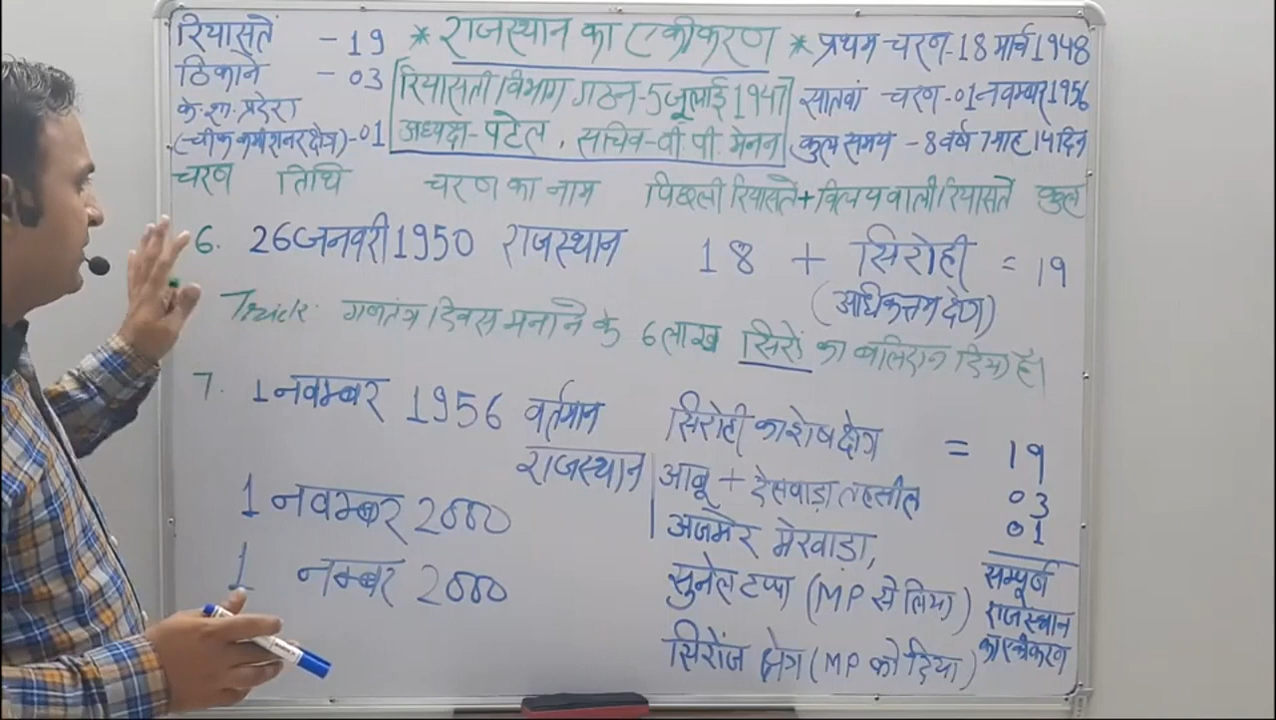 रियासतें - 19
ठिकाने - 03
के.शा. प्रदेश
(चीफ कमीशनर क्षेत्र) - 01
* राजस्थान का एकीकरण *
रियासती विभाग गठन - 5 जुलाई 1947
अध्यक्ष - पटेल, सचिव - वी. पी. मेनन
प्रथम - चरण - 18 मार्च 1948
सातवां चरण - 01 नवम्बर 1956
कुल समय - 8 वर्ष 7 माह 14 दिन
चरण तिथि चरण का नाम पिछली रियासतें + विलय वाली रियासतें कुल
6. 26 जनवरी 1950 राजस्थान 18 + सिरोही = 19
(अधिकत्तम क्षेत्र)
Trick: गणतंत्र दिवस मनाने के 6 लाख सिरों का बलिदान दिया है।
7. 1 नवम्बर 1956 वर्तमान राजस्थान
सिरोही का शेष क्षेत्र = 19
आबू + देलवाड़ा तहसील 03
अजमेर मेरवाड़ा, 01
सुनेल टप्पा (MP से लिया)
सिरोंज क्षेत्र (MP को दिया)
सम्पूर्ण
राजस्थान
का एकीकरण
1 नवम्बर 2000
1 नम्बर 2000